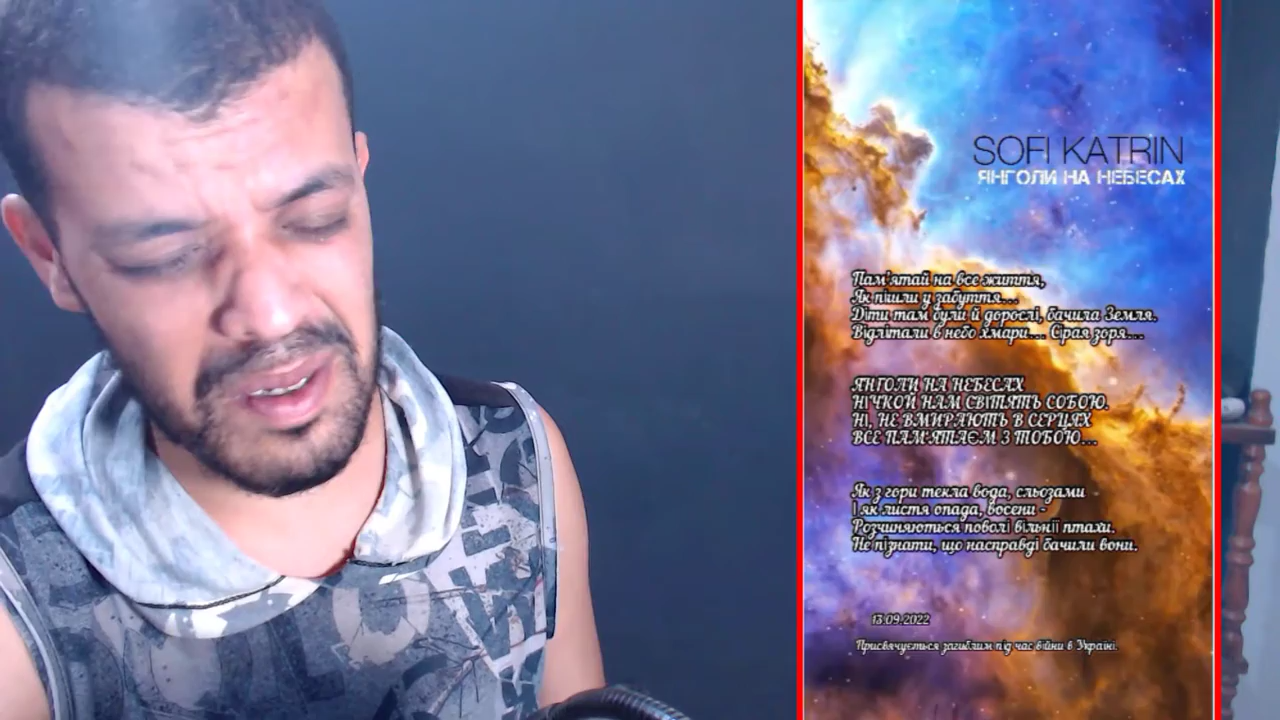 SOFI KATRIN
ЯНГОЛИ НА НЕБЕСАХ
Пам'ятай на все життя,
Як пішли у забуття...
Діти там були й дорослі, бачила Земля.
Відлітали в небо хмари... Сірая зоря...
ЯНГОЛИ НА НЕБЕСАХ
НІЧКОЙ НАМ СВІТЯТЬ СОБОЮ.
НІ, НЕ ВМИРАЮТЬ В СЕРЦЯХ
ВСЕ ПАМ'ЯТАЄМ З ТОБОЮ...
Як з гори текла вода, сльозами
І як листя опада, восени -
Розчиняються поволі вільнії птахи.
Не пізнати, що насправді бачили вони.
13.09.2022
Присвячується загиблим під час війни в Україні.